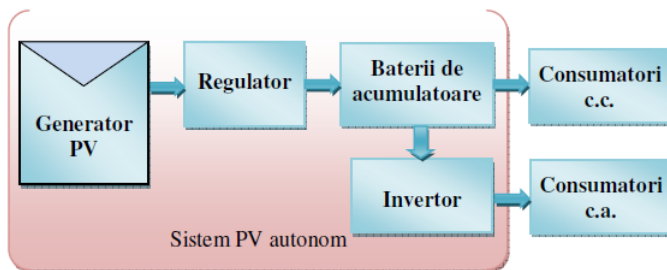 Generator
PV
Regulator
Baterii de
acumulatoare
Consumatori
c.c.
Invertor
Consumatori
c.a.
Sistem PV autonom